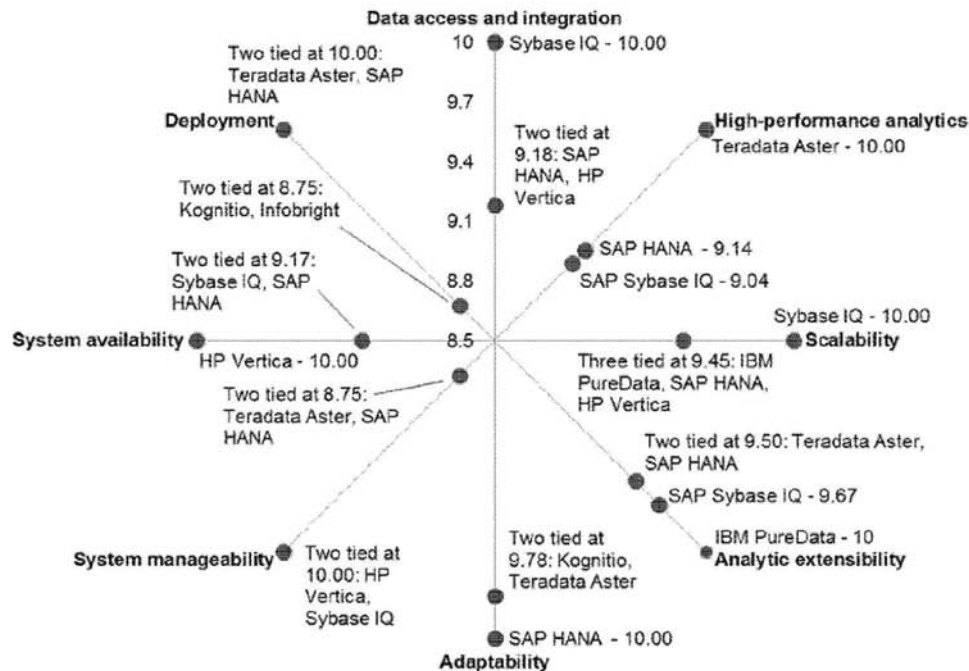 Data access and integration
10
Sybase IQ - 10.00
Two tied at
10.00:
Teradata Aster, SAP
HANA
Deployment
9.7
High-performance analytics
Teradata Aster - 10.00
Two tied at
9.18: SAP
HANA, HP
Vertica
9.4
Two tied at 8.75:
Kognitio, Infobright
9.1
SAP HANA - 9.14
SAP Sybase IQ - 9.04
Two tied at
9.17:
Sybase IQ, SAP
HANA
8.8
Sybase IQ - 10.00
System availability
8.5
Scalability
HP Vertica - 10.00
Three tied at 9.45: IBM
PureData, SAP HANA,
HP Vertica
Two tied at 8.75:
Teradata Aster, SAP
HANA
Two tied at 9.50: Teradata Aster,
SAP HANA
SAP Sybase IQ - 9.67
IBM PureData - 10
Analytic extensibility
System manageability
Two tied at
10.00: HP
Vertica,
Sybase IQ
Two tied at
9.78: Kognitio,
Teradata Aster
SAP HANA - 10.00
Adaptability